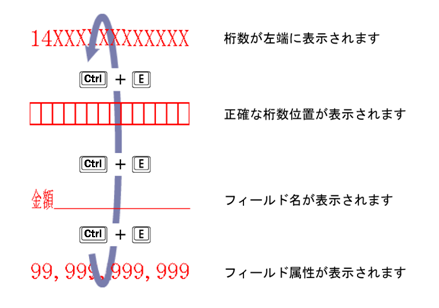 14XXXXXXXXXXXX 桁数が左端に表示されます
Ctrl + E
正確な桁数位置が表示されます
Ctrl + E
金額 フィールド名が表示されます
Ctrl + E
99,999,999,999 フィールド属性が表示されます